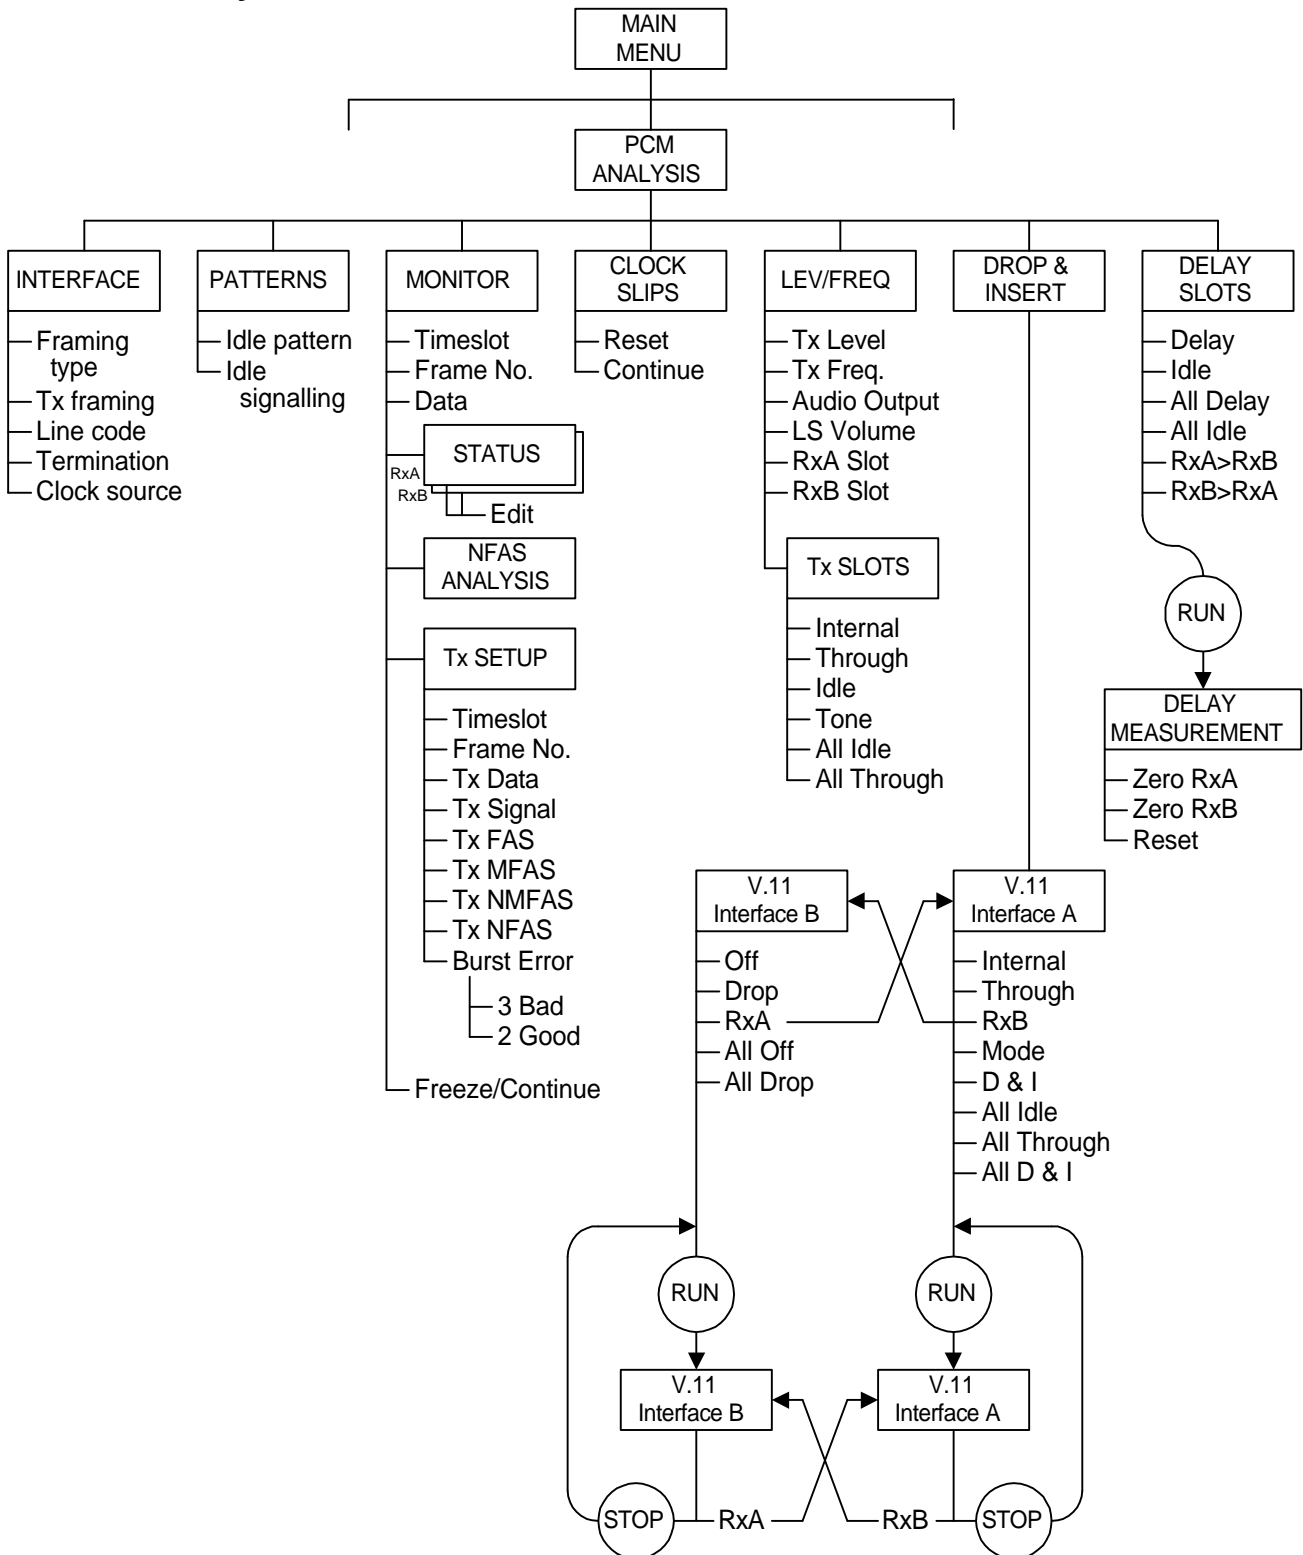 MAIN
MENU
PCM
ANALYSIS
INTERFACE
Framing
type
Tx framing
Line code
Termination
Clock source
PATTERNS
Idle pattern
Idle
signalling
MONITOR
Timeslot
Frame No.
Data
STATUS
RxA
RxB
Edit
NFAS
ANALYSIS
Tx SETUP
Timeslot
Frame No.
Tx Data
Tx Signal
Tx FAS
Tx MFAS
Tx NMFAS
Tx NFAS
Burst Error
3 Bad
2 Good
Freeze/Continue
CLOCK
SLIPS
Reset
Continue
LEV/FREQ
Tx Level
Tx Freq.
Audio Output
LS Volume
RxA Slot
RxB Slot
Tx SLOTS
Internal
Through
Idle
Tone
All Idle
All Through
DROP &
INSERT
DELAY
SLOTS
Delay
Idle
All Delay
All Idle
RxA>RxB
RxB>RxA
RUN
DELAY
MEASUREMENT
Zero RxA
Zero RxB
Reset
V.11
Interface B
Off
Drop
RxA
All Off
All Drop
V.11
Interface A
Internal
Through
RxB
Mode
D & I
All Idle
All Through
All D & I
RUN
RUN
V.11
Interface B
V.11
Interface A
STOP
RxA
RxB
STOP